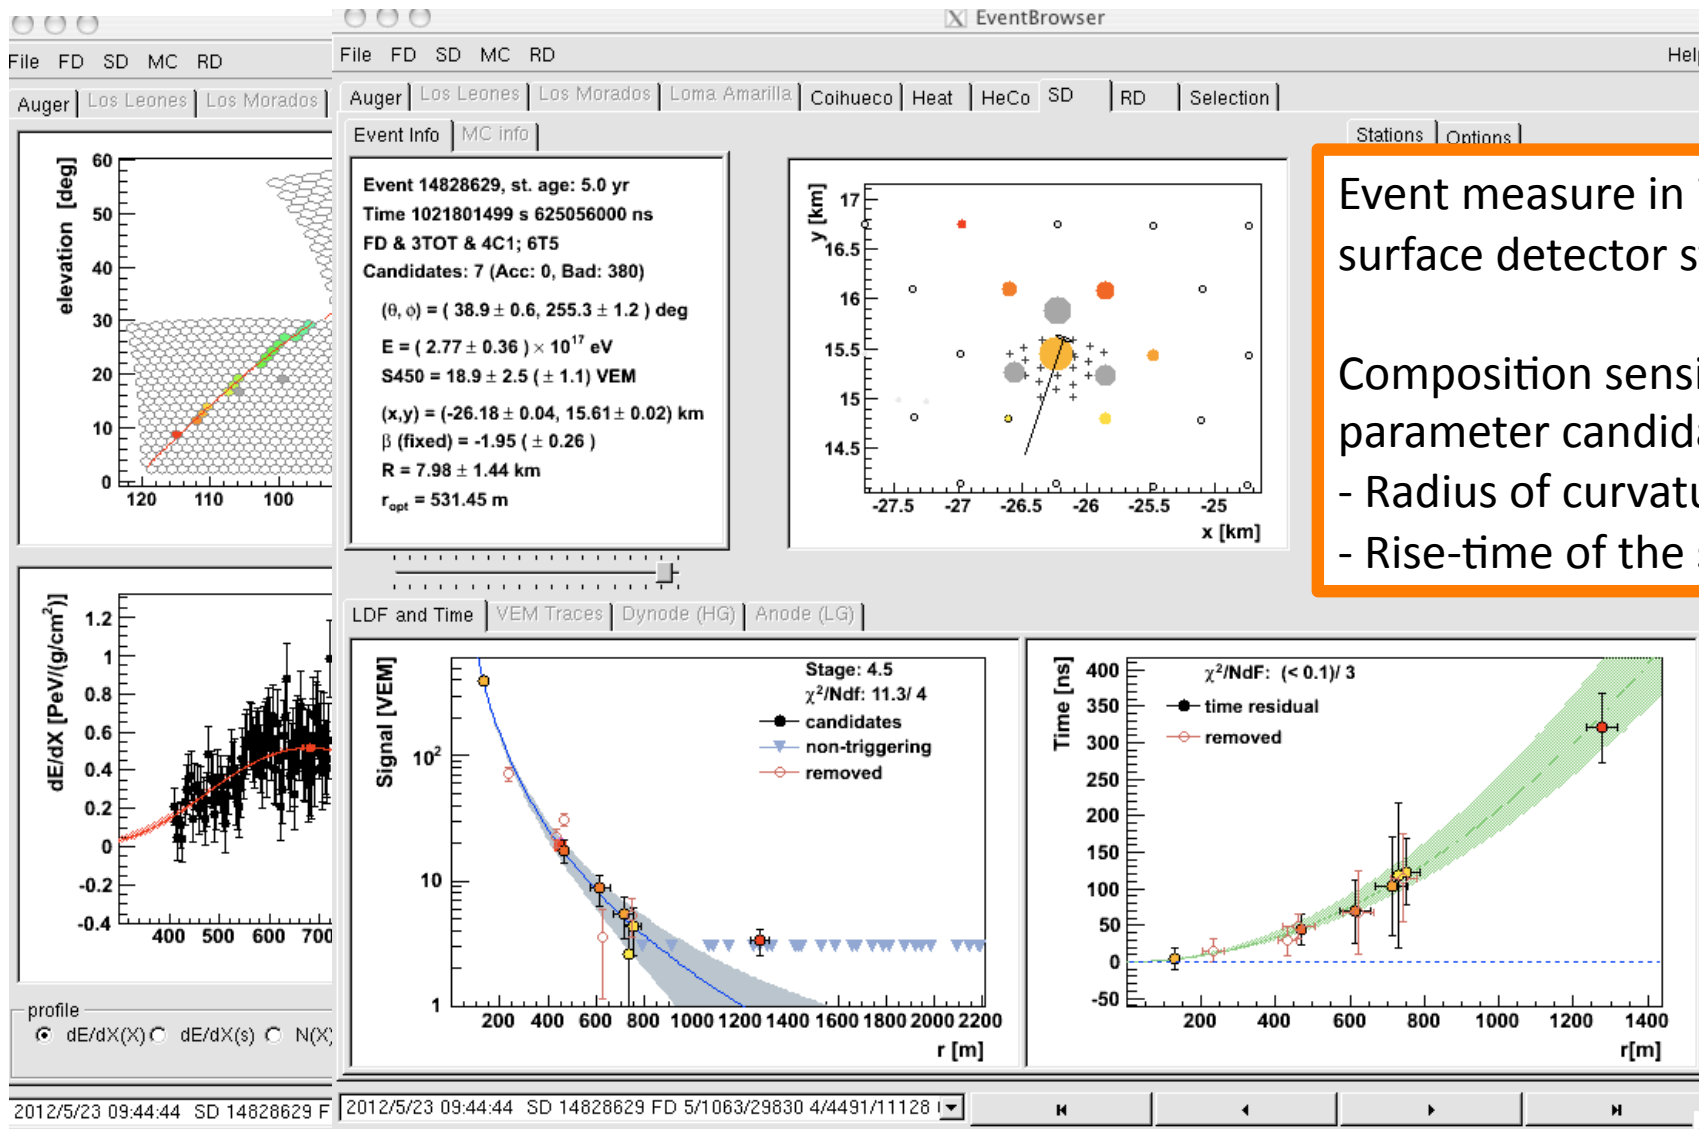 X EventBrowser
File FD SD MC RD
File FD SD MC RD
Help
Auger Los Leones Los Morados
Auger Los Leones Los Morados Loma Amarilla Coihueco Heat HeCo SD RD Selection
Event Info MC info
Stations Options
Event 14828629, st. age: 5.0 yr
Time 1021801499 s 625056000 ns
FD & 3TOT & 4C1; 6T5
Candidates: 7 (Acc: 0, Bad: 380)
(θ, φ) = ( 38.9 ± 0.6, 255.3 ± 1.2 ) deg
E = ( 2.77 ± 0.36 ) × 10^17 eV
S450 = 18.9 ± 2.5 ( ± 1.1) VEM
(x,y) = (-26.18 ± 0.04, 15.61 ± 0.02) km
β (fixed) = -1.95 ( ± 0.26 )
R = 7.98 ± 1.44 km
r_opt = 531.45 m
elevation [deg]
60
50
40
30
20
10
0
120 110 100
y [km]
17
16.5
16
15.5
15
14.5
-27.5 -27 -26.5 -26 -25.5 -25
x [km]
Event measure in
surface detector
Composition
parameter
- Radius of
- Rise-time of the
LDF and Time VEM Traces Dynode (HG) Anode (LG)
dE/dX [PeV/(g/cm²)]
1.2
1
0.8
0.6
0.4
0.2
0
-0.2
-0.4
400 500 600 700
Signal [VEM]
10²
10
1
Stage: 4.5
χ²/Ndf: 11.3/ 4
candidates
non-triggering
removed
200 400 600 800 1000 1200 1400 1600 1800 2000 2200
r [m]
Time [ns]
400
350
300
250
200
150
100
50
0
-50
χ²/NdF: (< 0.1)/ 3
time residual
removed
200 400 600 800 1000 1200 1400
r[m]
profile
dE/dX(X) dE/dX(s) N(X)
2012/5/23 09:44:44 SD 14828629 F
2012/5/23 09:44:44 SD 14828629 FD 5/1063/29830 4/4491/11128